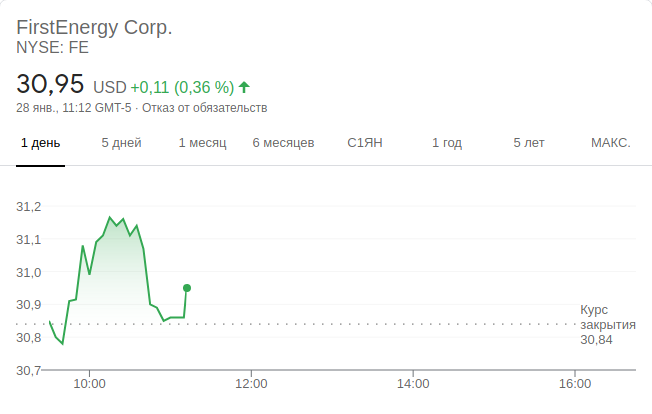 FirstEnergy Corp.
NYSE: FE
30,95 USD +0,11 (0,36 %)
28 янв., 11:12 GMT-5 · Отказ от обязательств
1 день 5 дней 1 месяц 6 месяцев С1ЯН 1 год 5 лет МАКС.
31,2
31,1
31,0
30,9
30,8
30,7
Курс
закрытия
30,84
10:00 12:00 14:00 16:00